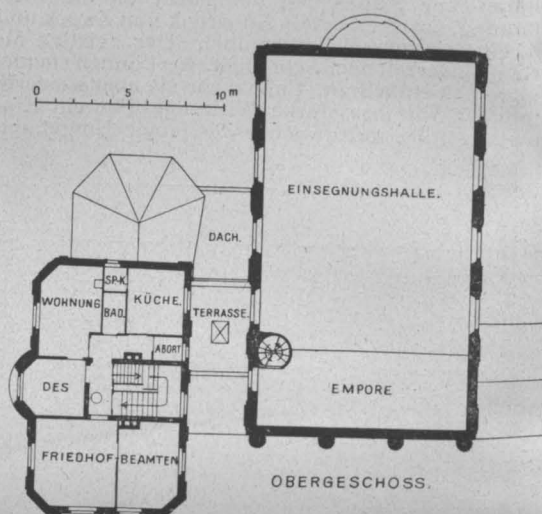 0 5 10 m
EINSEGNUNGSHALLE.
DACH.
SP.K.
WOHNUNG
BAD.
KÜCHE.
TERRASSE.
ABORT
DES
EMPORE
FRIEDHOF-BEAMTEN
OBERGESCHOSS.